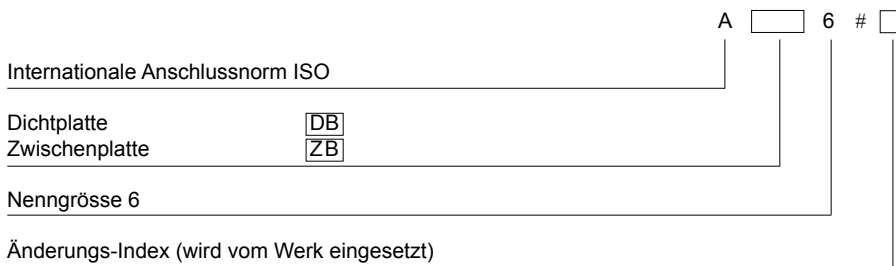 A 6 #
Internationale Anschlussnorm ISO
Dichtplatte DB
Zwischenplatte ZB
Nenngrösse 6
Änderungs-Index (wird vom Werk eingesetzt)